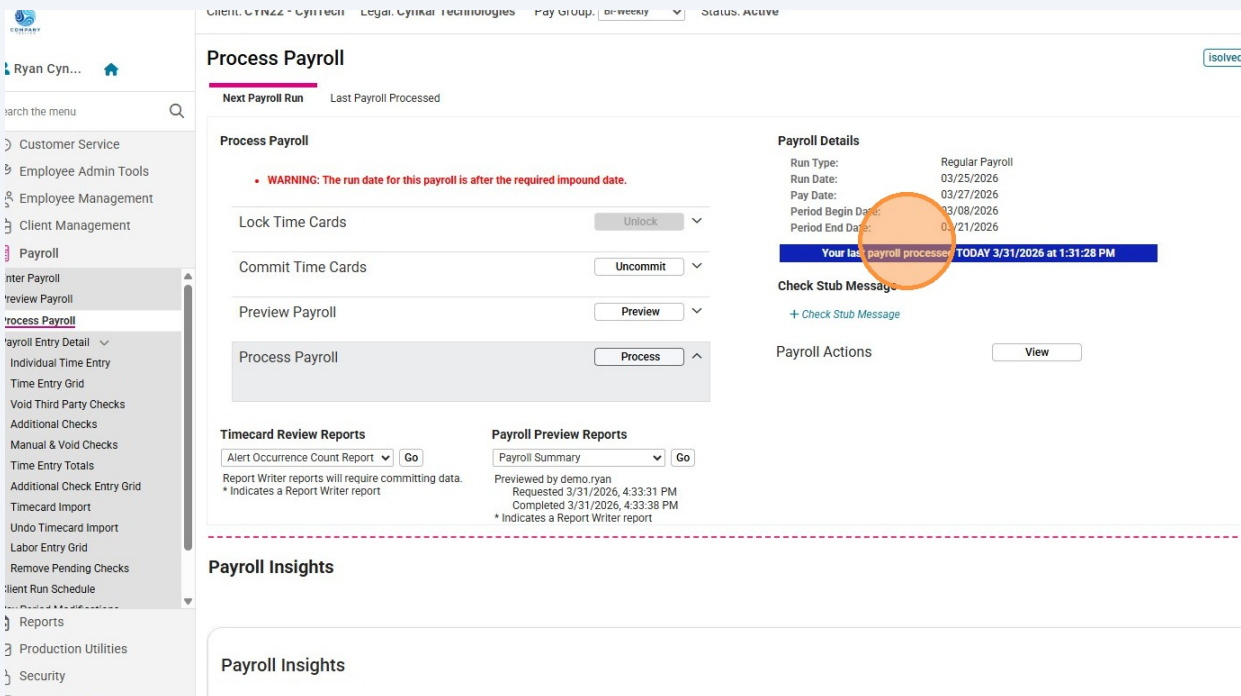 Client: CYN22 - CynTech Legal: Cynkar Technologies Pay Group: Bi-Weekly Status: Active
COMPANY
Ryan Cyn...
Process Payroll
isolved
Next Payroll Run Last Payroll Processed
earch the menu
Customer Service
Employee Admin Tools
Employee Management
Client Management
Payroll
nter Payroll
review Payroll
rocess Payroll
ayroll Entry Detail
Individual Time Entry
Time Entry Grid
Void Third Party Checks
Additional Checks
Manual & Void Checks
Time Entry Totals
Additional Check Entry Grid
Timecard Import
Undo Timecard Import
Labor Entry Grid
Remove Pending Checks
lient Run Schedule
Reports
Production Utilities
Security
Process Payroll
• WARNING: The run date for this payroll is after the required impound date.
Lock Time Cards Unlock
Commit Time Cards Uncommit
Preview Payroll Preview
Process Payroll Process
Payroll Details
Run Type: Regular Payroll
Run Date: 03/25/2026
Pay Date: 03/27/2026
Period Begin Date: 03/08/2026
Period End Date: 03/21/2026
Your last payroll processed TODAY 3/31/2026 at 1:31:28 PM
Check Stub Message
+ Check Stub Message
Payroll Actions View
Timecard Review Reports
Alert Occurrence Count Report Go
Report Writer reports will require committing data.
* Indicates a Report Writer report
Payroll Preview Reports
Payroll Summary Go
Previewed by demo.ryan
Requested 3/31/2026, 4:33:31 PM
Completed 3/31/2026, 4:33:38 PM
* Indicates a Report Writer report
Payroll Insights
Payroll Insights